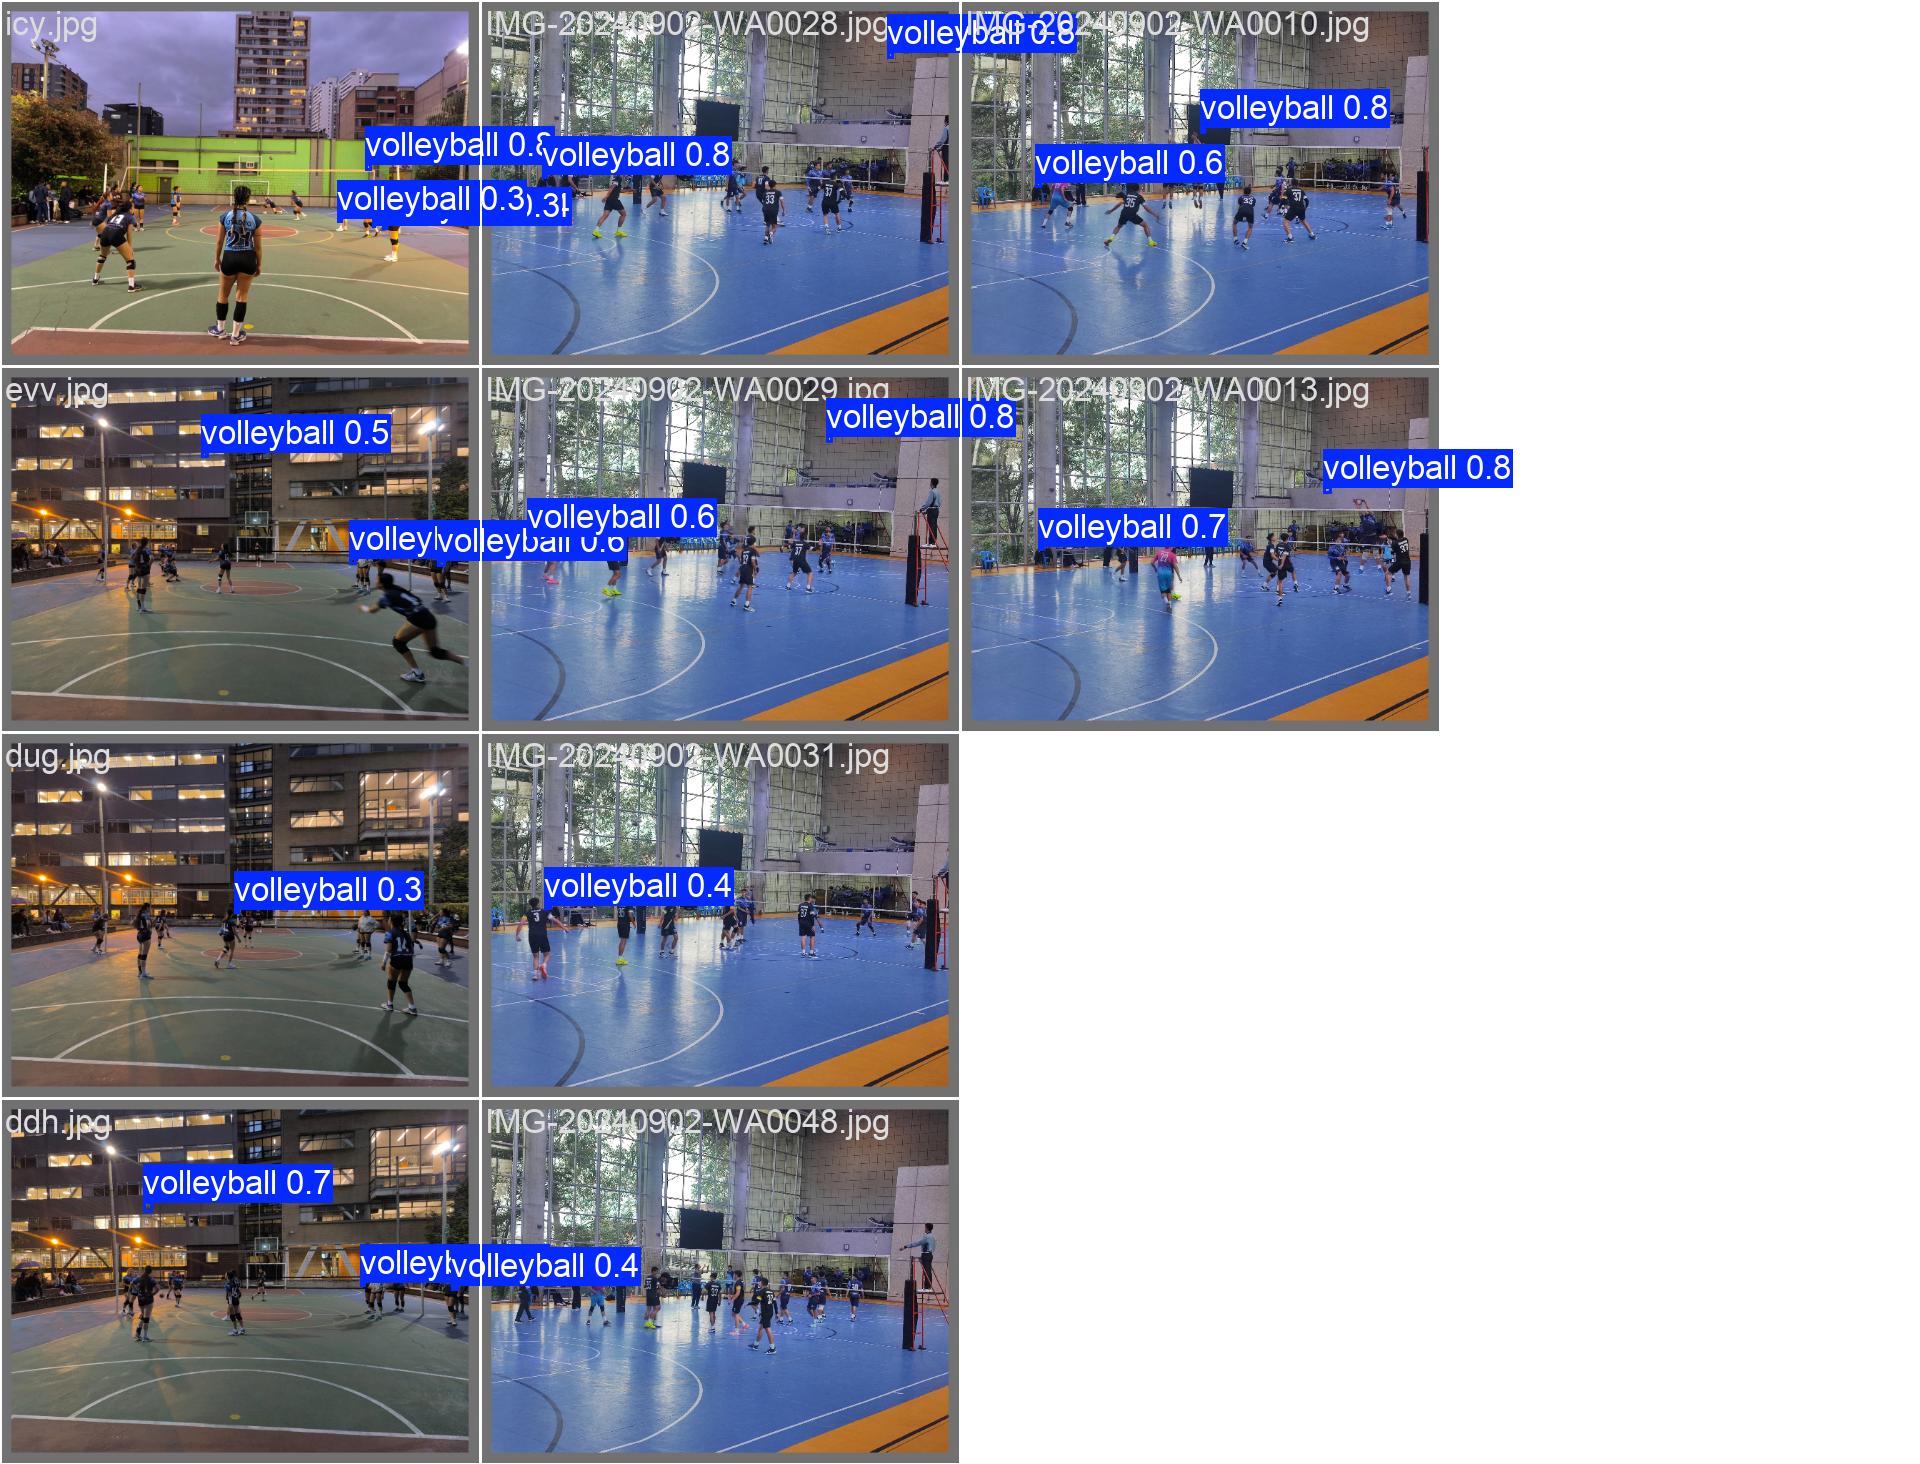 icy.jpg
IMG-20240902-WA0028.jpg
IMG-20240902-WA0010.jpg
volleyball 0.8
volleyball 0.8
volleyball 0.8
volleyball 0.8
volleyball 0.6
volleyball 0.3
evv.jpg
IMG-20240902-WA0029.jpg
IMG-20240902-WA0013.jpg
volleyball 0.8
volleyball 0.5
volleyball 0.8
volleyball 0.6
volleyball 0.7
volleyball 0.6
dug.jpg
IMG-20240902-WA0031.jpg
volleyball 0.3
volleyball 0.4
14
ddh.jpg
IMG-20240902-WA0048.jpg
volleyball 0.7
volleyball 0.4